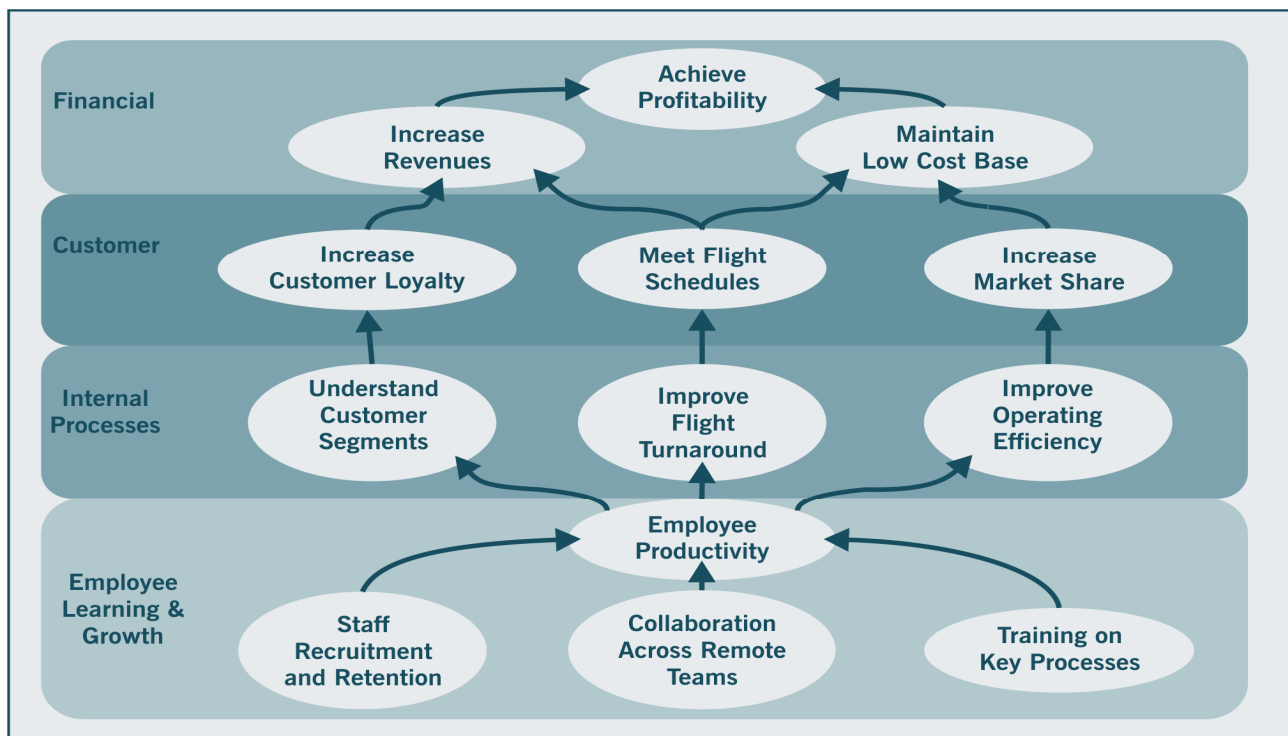 Financial
Achieve
Profitability
Increase
Revenues
Maintain
Low Cost Base
Customer
Increase
Customer Loyalty
Meet Flight
Schedules
Increase
Market Share
Internal
Processes
Understand
Customer
Segments
Improve
Flight
Turnaround
Improve
Operating
Efficiency
Employee
Learning &
Growth
Employee
Productivity
Staff
Recruitment
and Retention
Collaboration
Across Remote
Teams
Training on
Key Processes